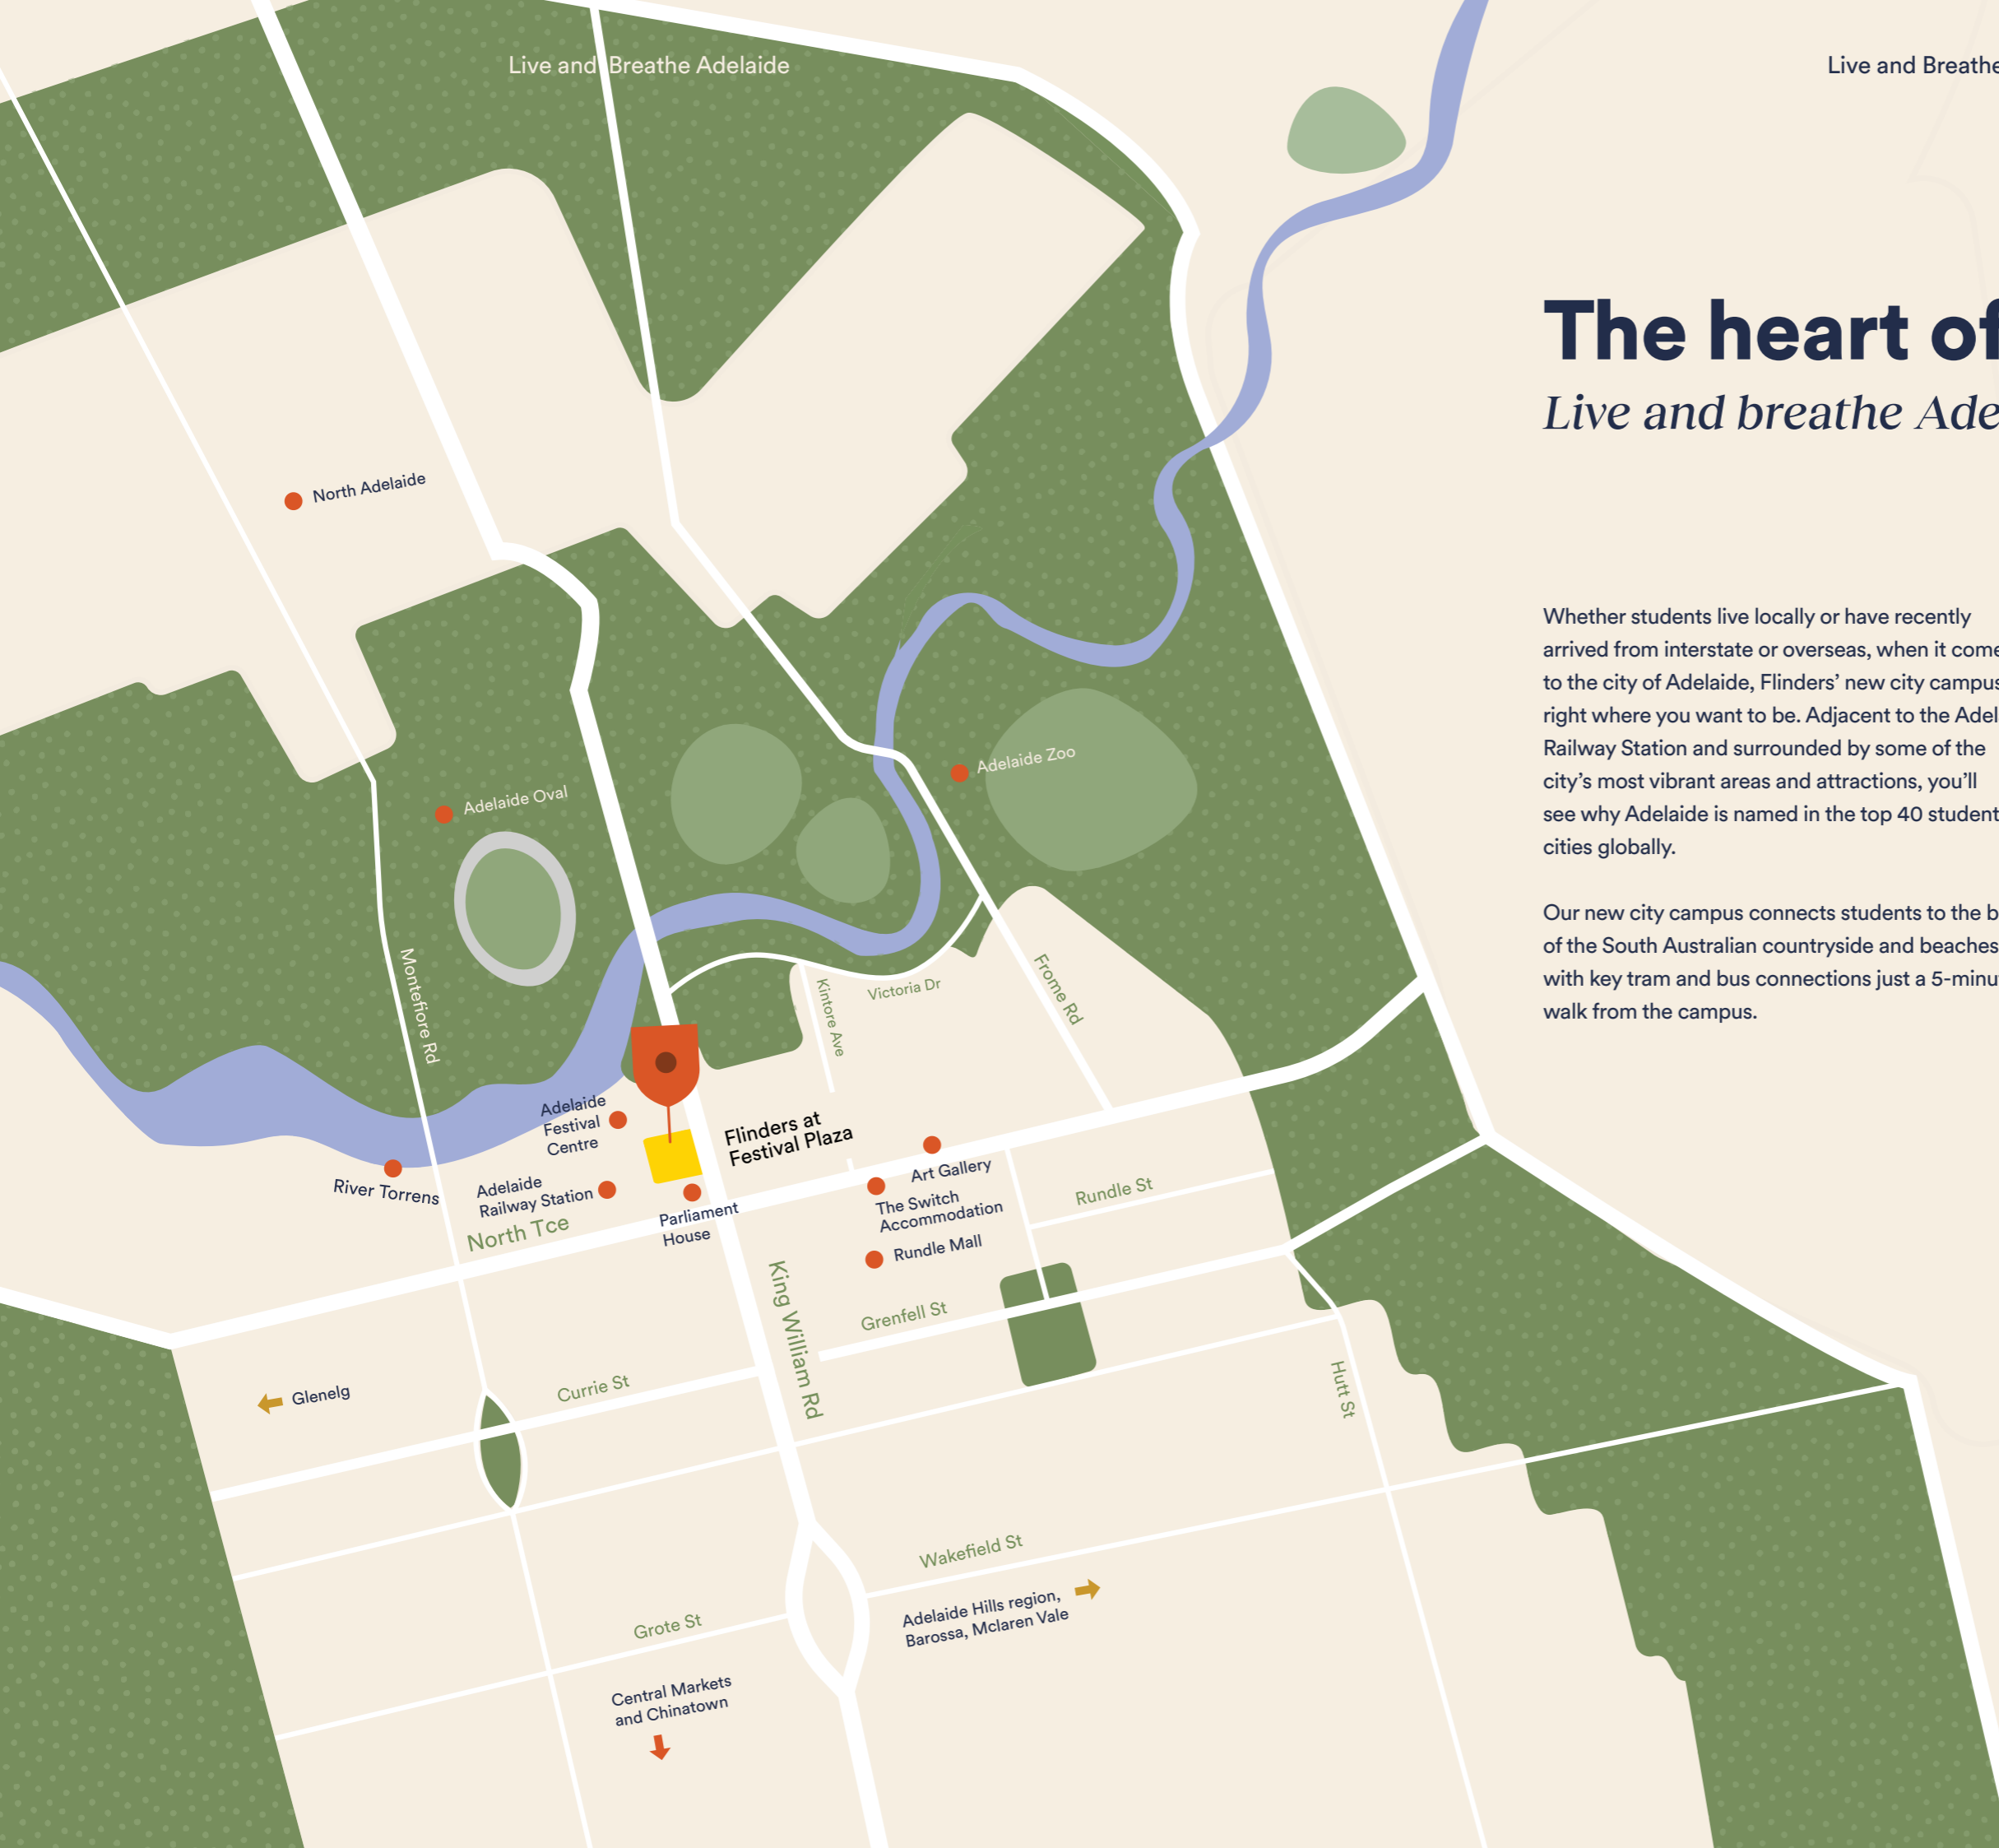 Live and Breathe Adelaide
Live and Breathe
The heart of
Live and breathe Ade
Whether students live locally or have recently
arrived from interstate or overseas, when it come
to the city of Adelaide, Flinders’ new city campus
right where you want to be. Adjacent to the Adel
Railway Station and surrounded by some of the
city’s most vibrant areas and attractions, you’ll
see why Adelaide is named in the top 40 student
cities globally.
Our new city campus connects students to the b
of the South Australian countryside and beaches
with key tram and bus connections just a 5-minu
walk from the campus.
North Adelaide
Adelaide Zoo
Adelaide Oval
Montefiore Rd
Kintore Ave
Victoria Dr
Frome Rd
Adelaide
Festival
Centre
Flinders at
Festival Plaza
River Torrens
Adelaide
Railway Station
North Tce
Parliament
House
Art Gallery
The Switch
Accommodation
Rundle Mall
Rundle St
King William Rd
Grenfell St
Currie St
Glenelg
Hutt St
Wakefield St
Adelaide Hills region,
Barossa, Mclaren Vale
Grote St
Central Markets
and Chinatown